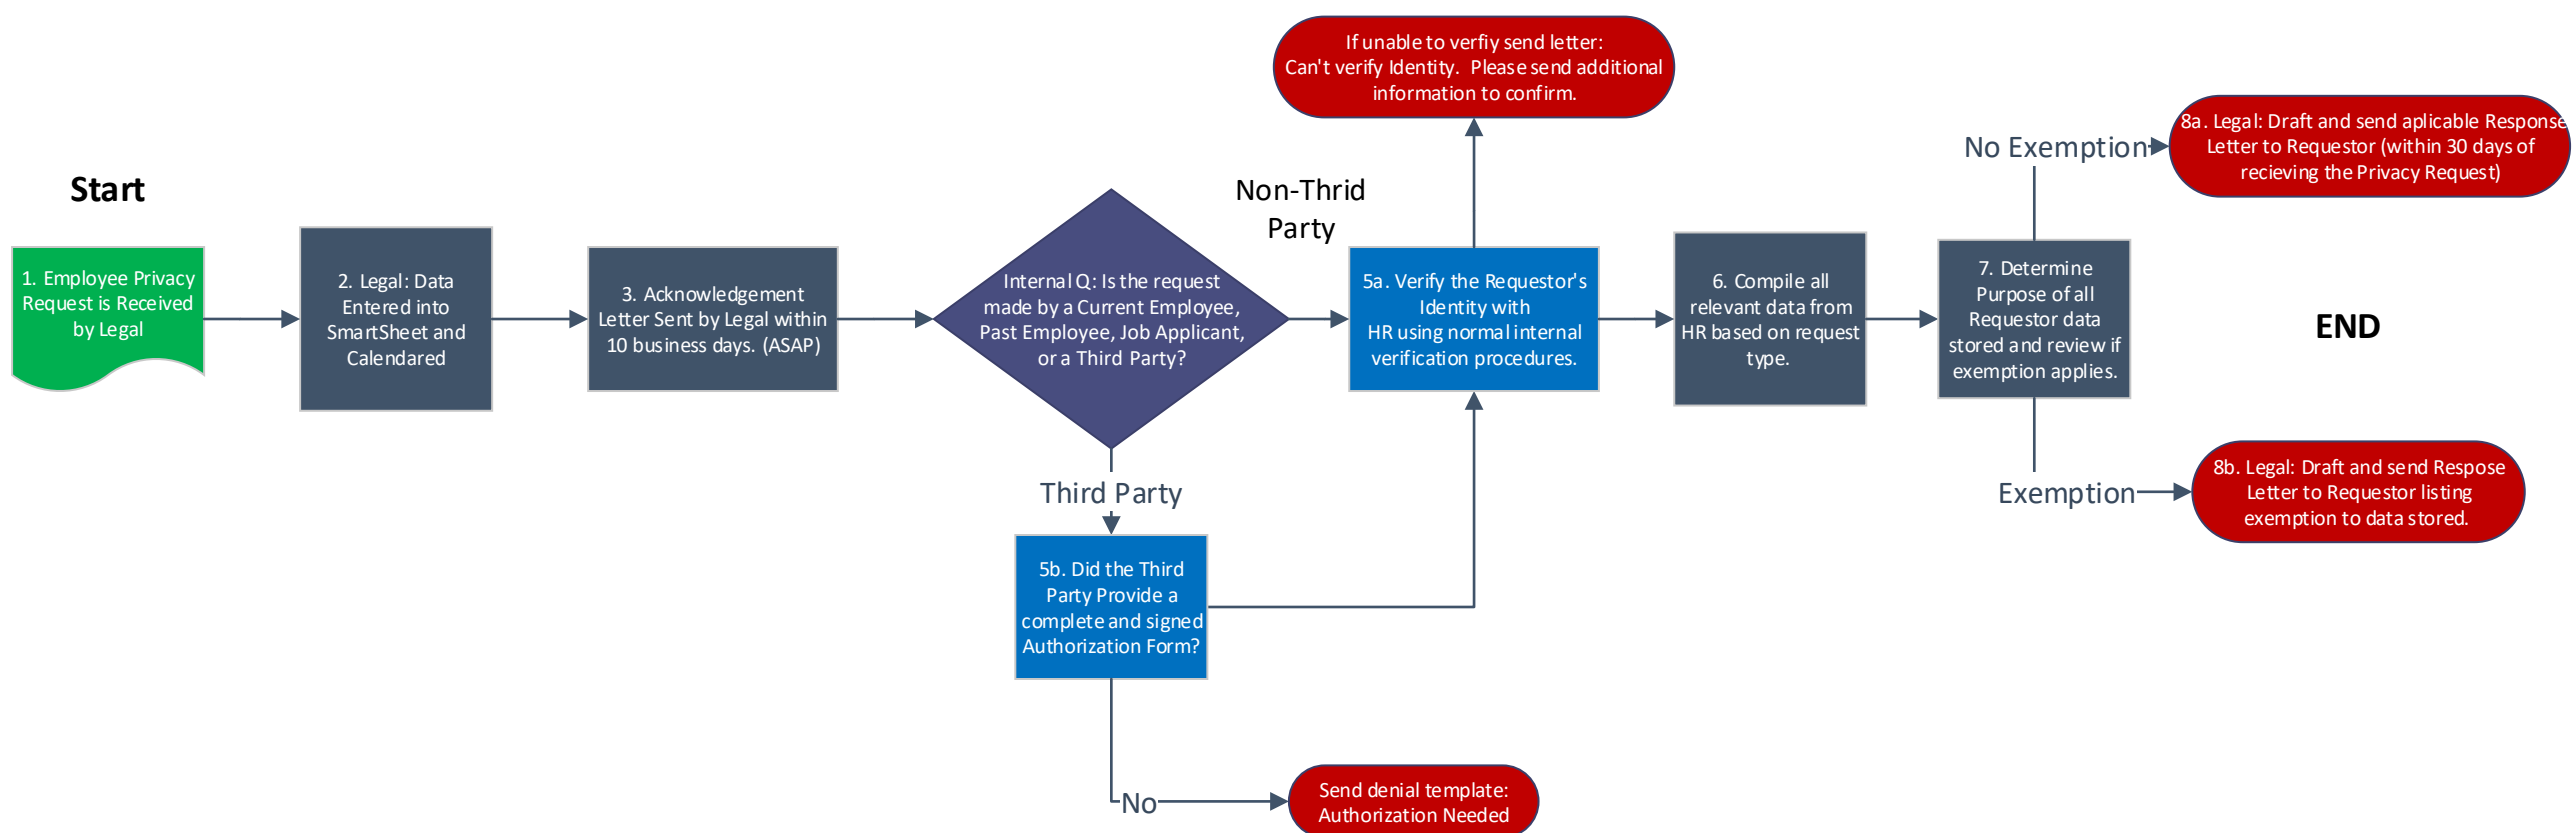 Start
1. Employee Privacy
Request is Received
by Legal
2. Legal: Data
Entered into
SmartSheet and
Calendared
3. Acknowledgement
Letter Sent by Legal within
10 business days. (ASAP)
Internal Q: Is the request
made by a Current Employee,
Past Employee, Job Applicant,
or a Third Party?
Non-Thrid
Party
If unable to verfiy send letter:
Can't verify Identity. Please send additional
information to confirm.
5a. Verify the Requestor's
Identity with
HR using normal internal
verification procedures.
Third Party
5b. Did the Third
Party Provide a
complete and signed
Authorization Form?
No
Send denial template:
Authorization Needed
6. Compile all
relevant data from
HR based on request
type.
7. Determine
Purpose of all
Requestor data
stored and review if
exemption applies.
No Exemption
8a. Legal: Draft and send aplicable Response
Letter to Requestor (within 30 days of
recieving the Privacy Request)
END
Exemption
8b. Legal: Draft and send Respose
Letter to Requestor listing
exemption to data stored.